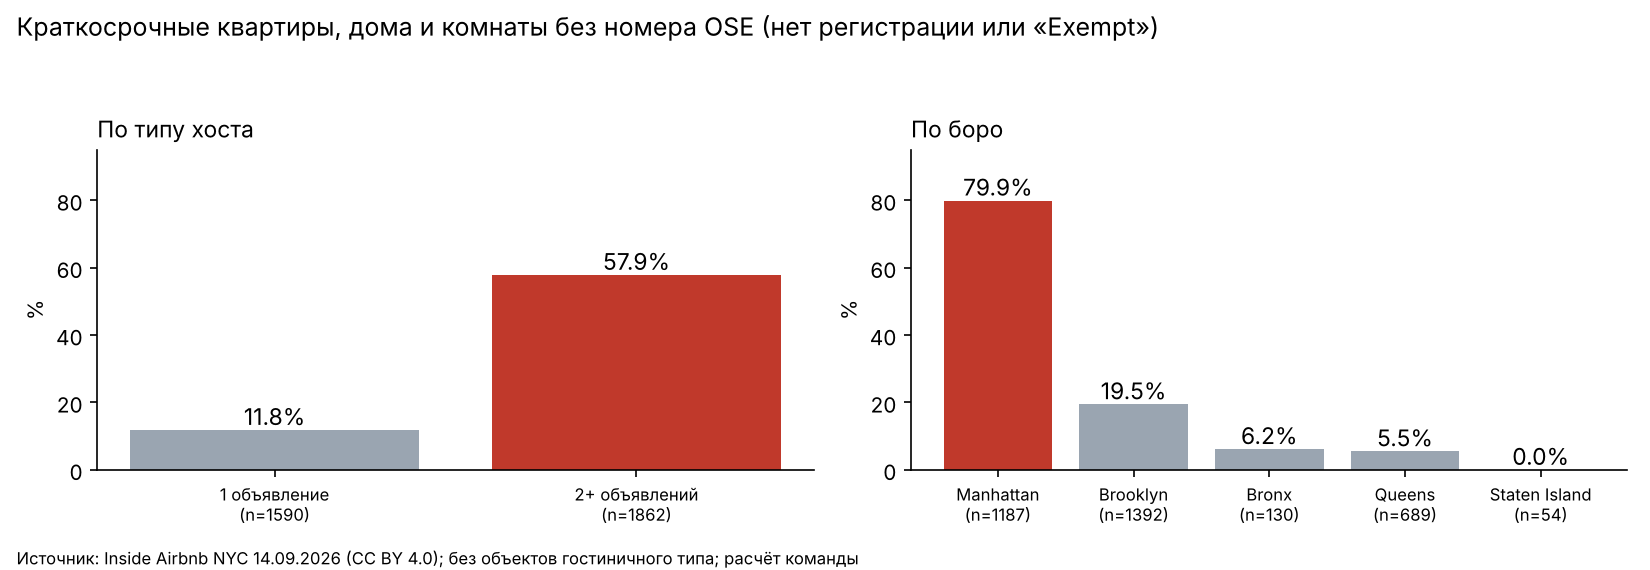 Краткосрочные квартиры, дома и комнаты без номера OSE (нет регистрации или «Exempt»)
По типу хоста
%
80
60
40
20
0
11.8%
57.9%
1 объявление
(n=1590)
2+ объявлений
(n=1862)
По боро
%
80
60
40
20
0
79.9%
19.5%
6.2%
5.5%
0.0%
Manhattan
(n=1187)
Brooklyn
(n=1392)
Bronx
(n=130)
Queens
(n=689)
Staten Island
(n=54)
Источник: Inside Airbnb NYC 14.09.2026 (CC BY 4.0); без объектов гостиничного типа; расчёт команды